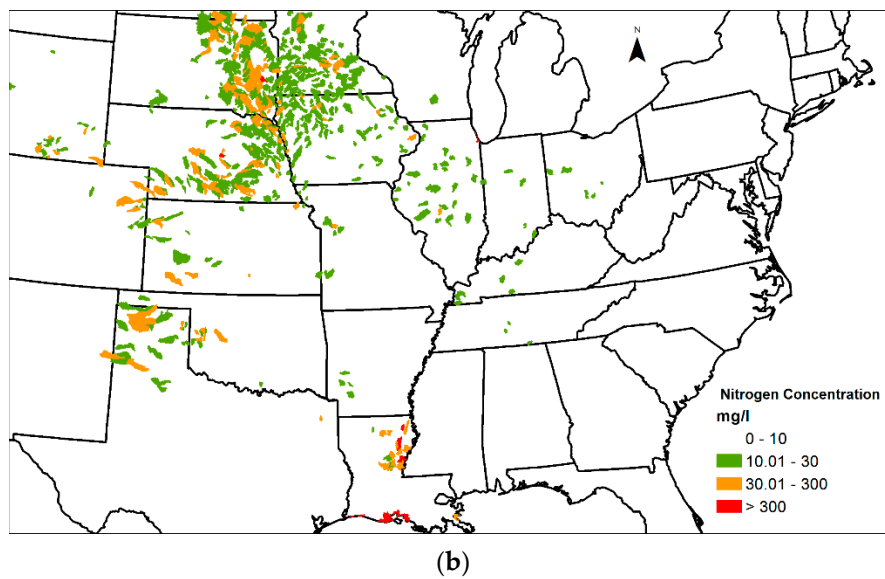 N
Nitrogen Concentration
mg/l
0 - 10
10.01 - 30
30.01 - 300
> 300
(b)